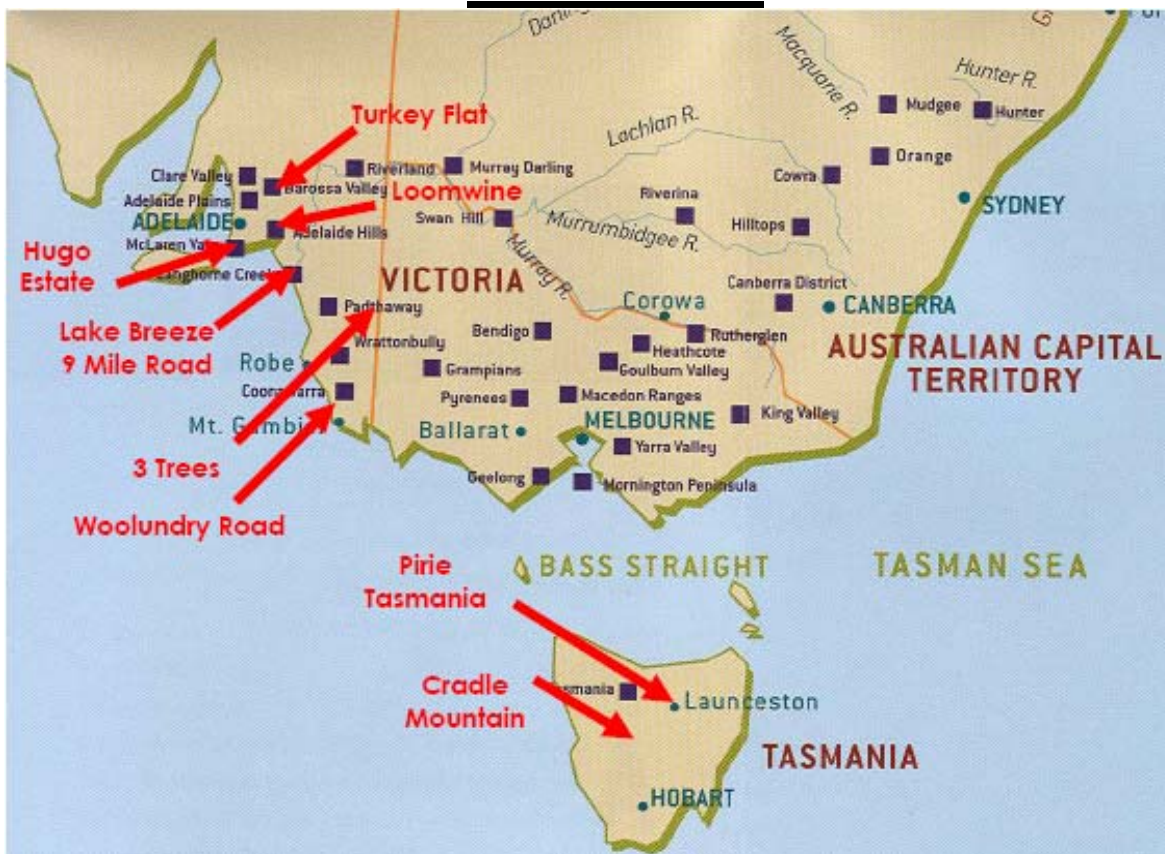 Hunter R.
Macquarie R.
Mudgee
Hunter
Turkey Flat
Lachlan R.
Orange
Clare Valley
Riverland
Murray Darling
Cowra
Barossa Valley
Loomwine
Riverina
Adelaide Plains
SYDNEY
ADELAIDE
Swan Hill
Murrumbidgee R.
Hilltops
Adelaide Hills
McLaren Vale
Hugo
Estate
Langhorne Creek
VICTORIA
Murray R.
Canberra District
Corowa
CANBERRA
Padthaway
Lake Breeze
9 Mile Road
Bendigo
Rutherglen
Wrattonbully
Heathcote
AUSTRALIAN CAPITAL
TERRITORY
Robe
Grampians
Goulburn Valley
Coonawarra
Pyrenees
Macedon Ranges
King Valley
Mt. Gambier
Ballarat
MELBOURNE
Yarra Valley
3 Trees
Geelong
Mornington Peninsula
Woolundry Road
BASS STRAIGHT
TASMAN SEA
Pirie
Tasmania
Cradle
Mountain
Tasmania
Launceston
TASMANIA
HOBART